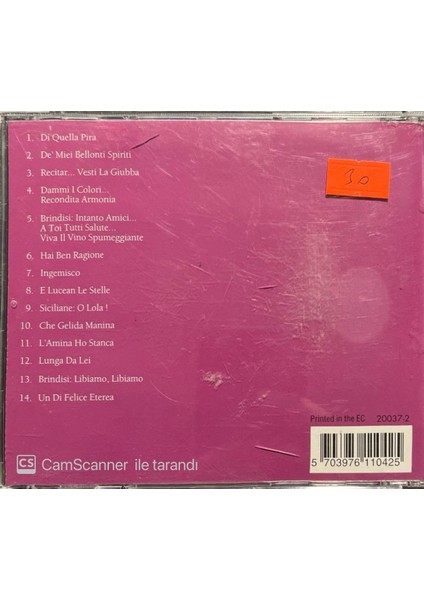 1. Di Quella Pira
2. De' Miei Bellonti Spiriti
3. Recitar... Vesti La Giubba
4. Dammi I Colori...
Recondita Armonia
5. Brindisi: Intanto Amici...
A Toi Tutti Salute...
Viva Il Vino Spumeggiante
6. Hai Ben Ragione
7. Ingemisco
8. E Lucean Le Stelle
9. Siciliane: O Lola !
10. Che Gelida Manina
11. L'Amina Ho Stanca
12. Lunga Da Lei
13. Brindisi: Libiamo, Libiamo
14. Un Di Felice Eterea
30
Printed in the EC 20037-2
5 703976 110425
CS CamScanner ile tarandı